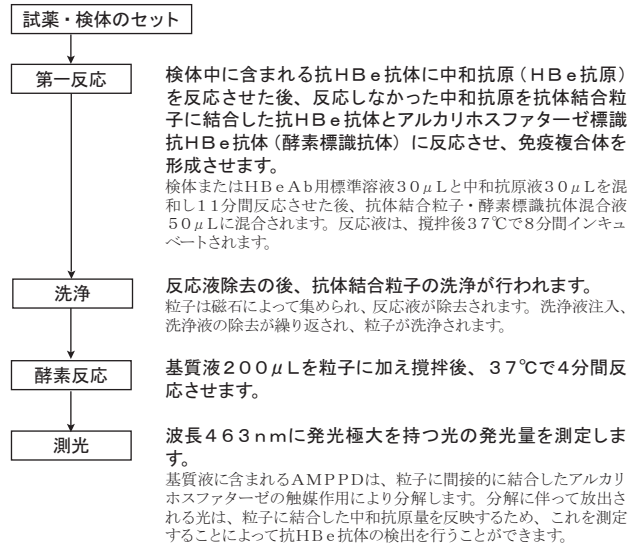 試薬・検体のセット
第一反応
検体中に含まれる抗HBe抗体に中和抗原(HBe抗原)
を反応させた後、反応しなかった中和抗原を抗体結合粒
子に結合した抗HBe抗体とアルカリホスファターゼ標識
抗HBe抗体(酵素標識抗体)に反応させ、免疫複合体を
形成させます。
検体またはHBeAb用標準溶液30μLと中和抗原液30μLを混
和し11分間反応させた後、抗体結合粒子・酵素標識抗体混合液
50μLに混合されます。反応液は、撹拌後37℃で8分間インキュ
ベートされます。
洗浄
反応液除去の後、抗体結合粒子の洗浄が行われます。
粒子は磁石によって集められ、反応液が除去されます。洗浄液注入、
洗浄液の除去が繰り返され、粒子が洗浄されます。
酵素反応
基質液200μLを粒子に加え撹拌後、37℃で4分間反
応させます。
測光
波長463nmに発光極大を持つ光の発光量を測定しま
す。
基質液に含まれるAMPPDは、粒子に間接的に結合したアルカリ
ホスファターゼの触媒作用により分解します。分解に伴って放出さ
れる光は、粒子に結合した中和抗原量を反映するため、これを測定
することによって抗HBe抗体の検出を行うことができます。